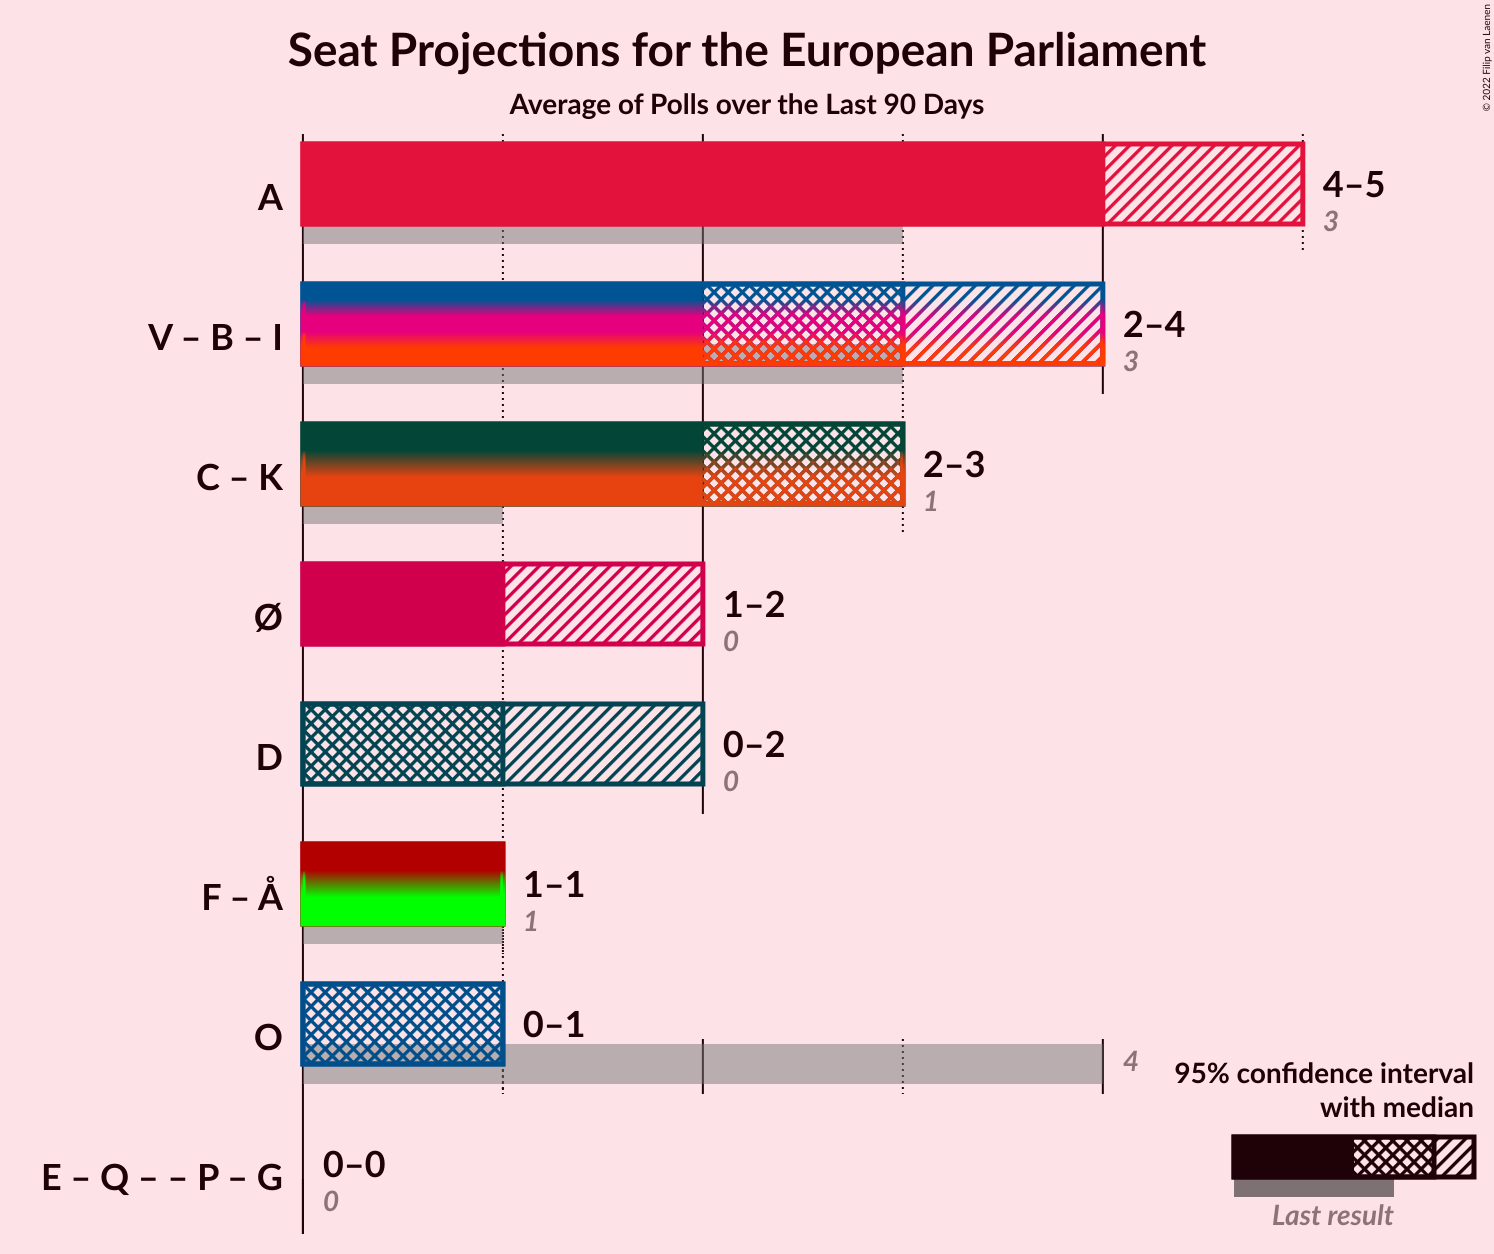 Seat Projections for the European Parliament
Average of Polls over the Last 90 Days
© 2022 Filip van Laenen
A
4–5
3
V – B – I
2–4
3
C – K
2–3
1
Ø
1–2
0
D
0–2
0
F – Å
1–1
1
O
0–1
4
E – Q – – P – G
0–0
0
95% confidence interval
with median
Last result